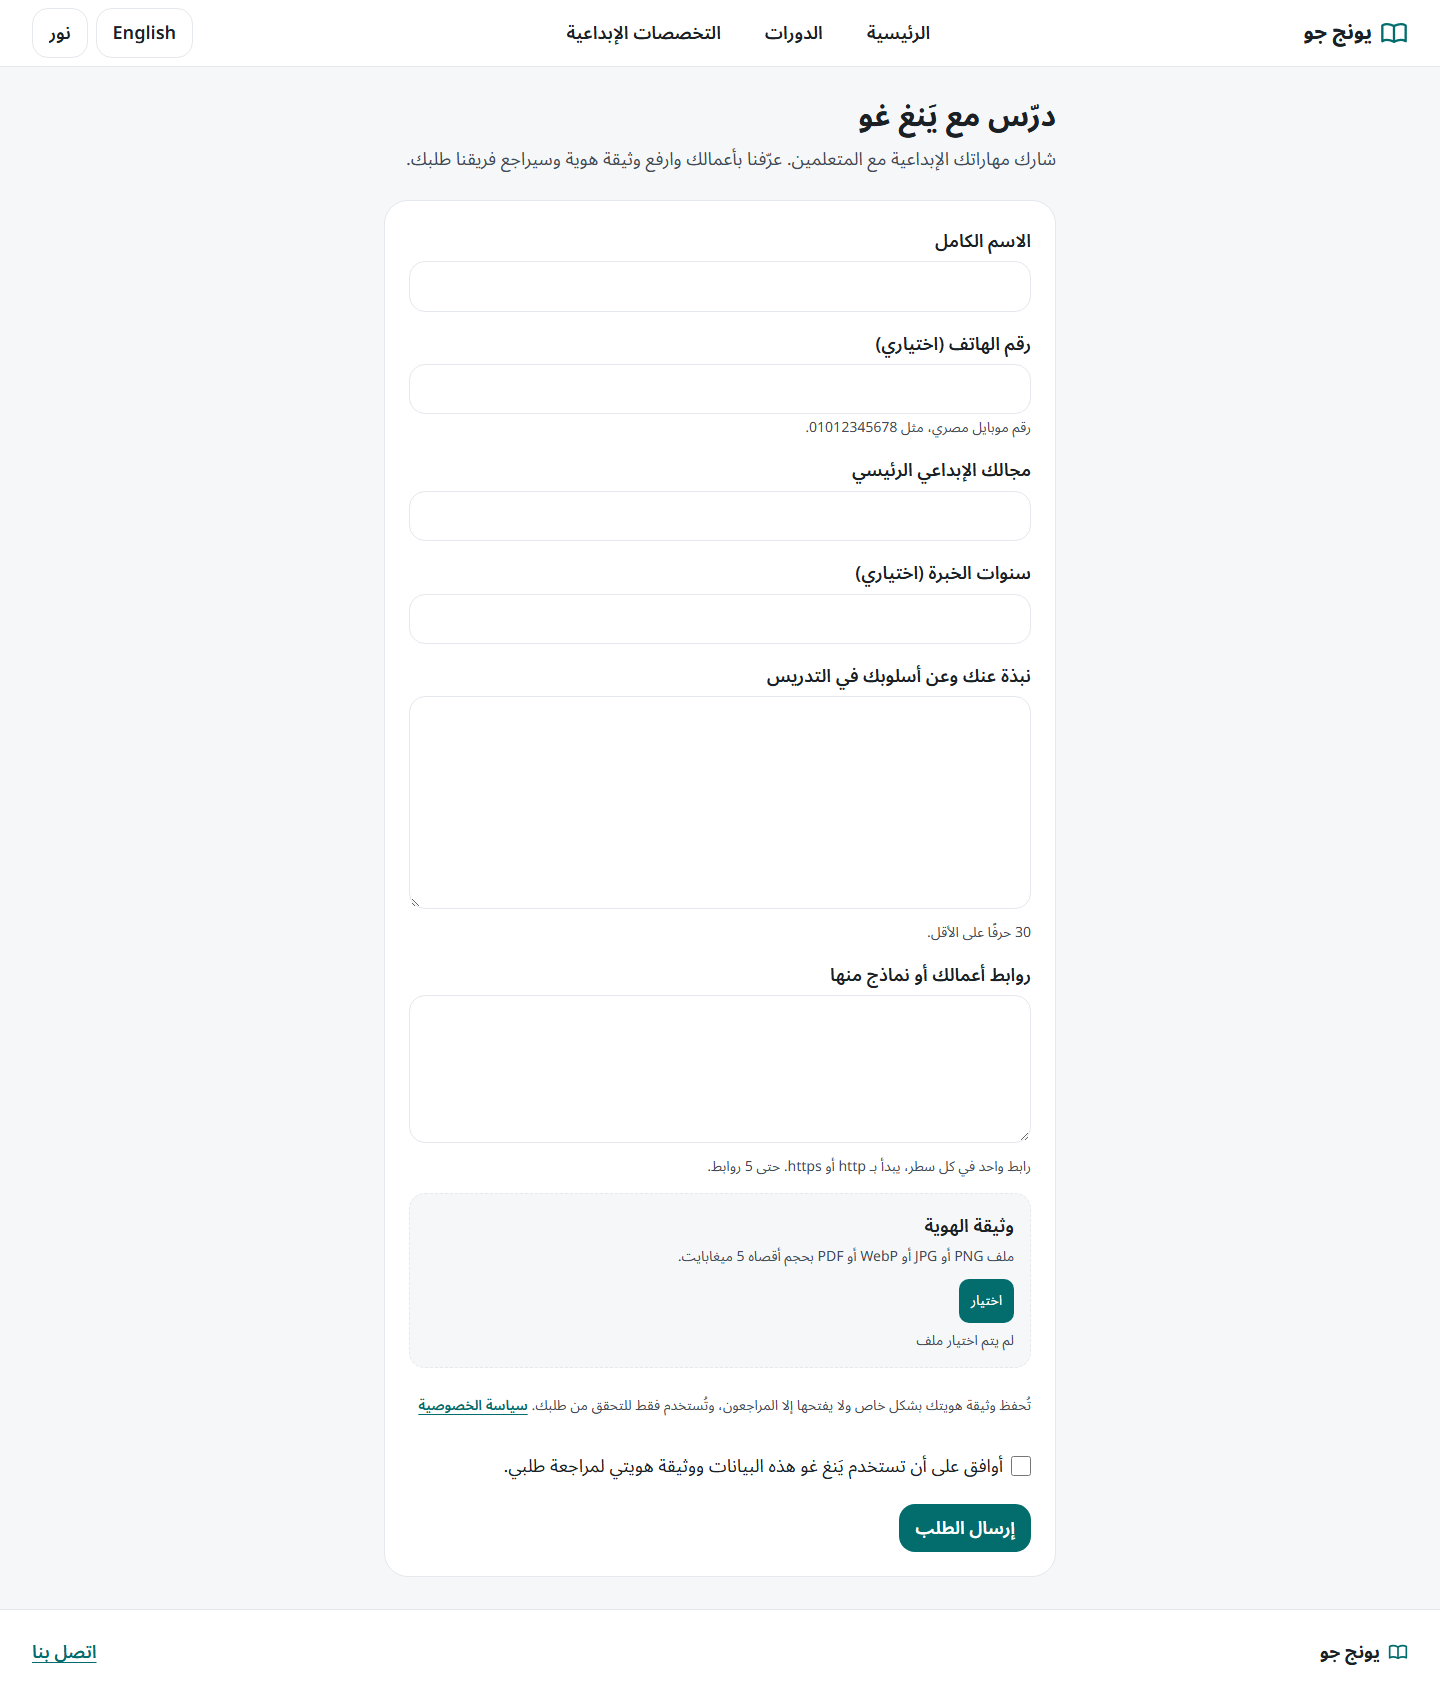 يونج جو
الرئيسية
الدورات
التخصصات الإبداعية
English
نور
درّس مع يَنغ غو
شارك مهاراتك الإبداعية مع المتعلمين. عرّفنا بأعمالك وارفع وثيقة هوية وسيراجع فريقنا طلبك.
الاسم الكامل
رقم الهاتف (اختياري)
رقم موبايل مصري، مثل 01012345678.
مجالك الإبداعي الرئيسي
سنوات الخبرة (اختياري)
نبذة عنك وعن أسلوبك في التدريس
30 حرفًا على الأقل.
روابط أعمالك أو نماذج منها
رابط واحد في كل سطر، يبدأ بـ http أو https. حتى 5 روابط.
وثيقة الهوية
ملف PNG أو JPG أو WebP أو PDF بحجم أقصاه 5 ميغابايت.
اختيار
لم يتم اختيار ملف
تُحفظ وثيقة هويتك بشكل خاص ولا يفتحها إلا المراجعون، وتُستخدم فقط للتحقق من طلبك. سياسة الخصوصية
أوافق على أن تستخدم يَنغ غو هذه البيانات ووثيقة هويتي لمراجعة طلبي.
إرسال الطلب
يونج جو
اتصل بنا